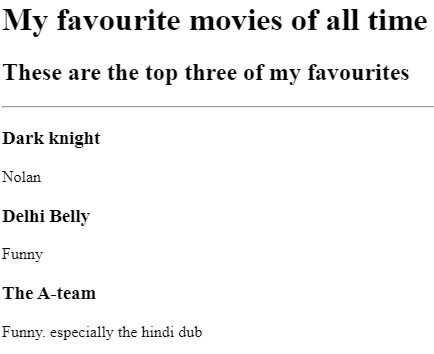 My favourite movies of all time
These are the top three of my favourites
Dark knight
Nolan
Delhi Belly
Funny
The A-team
Funny. especially the hindi dub